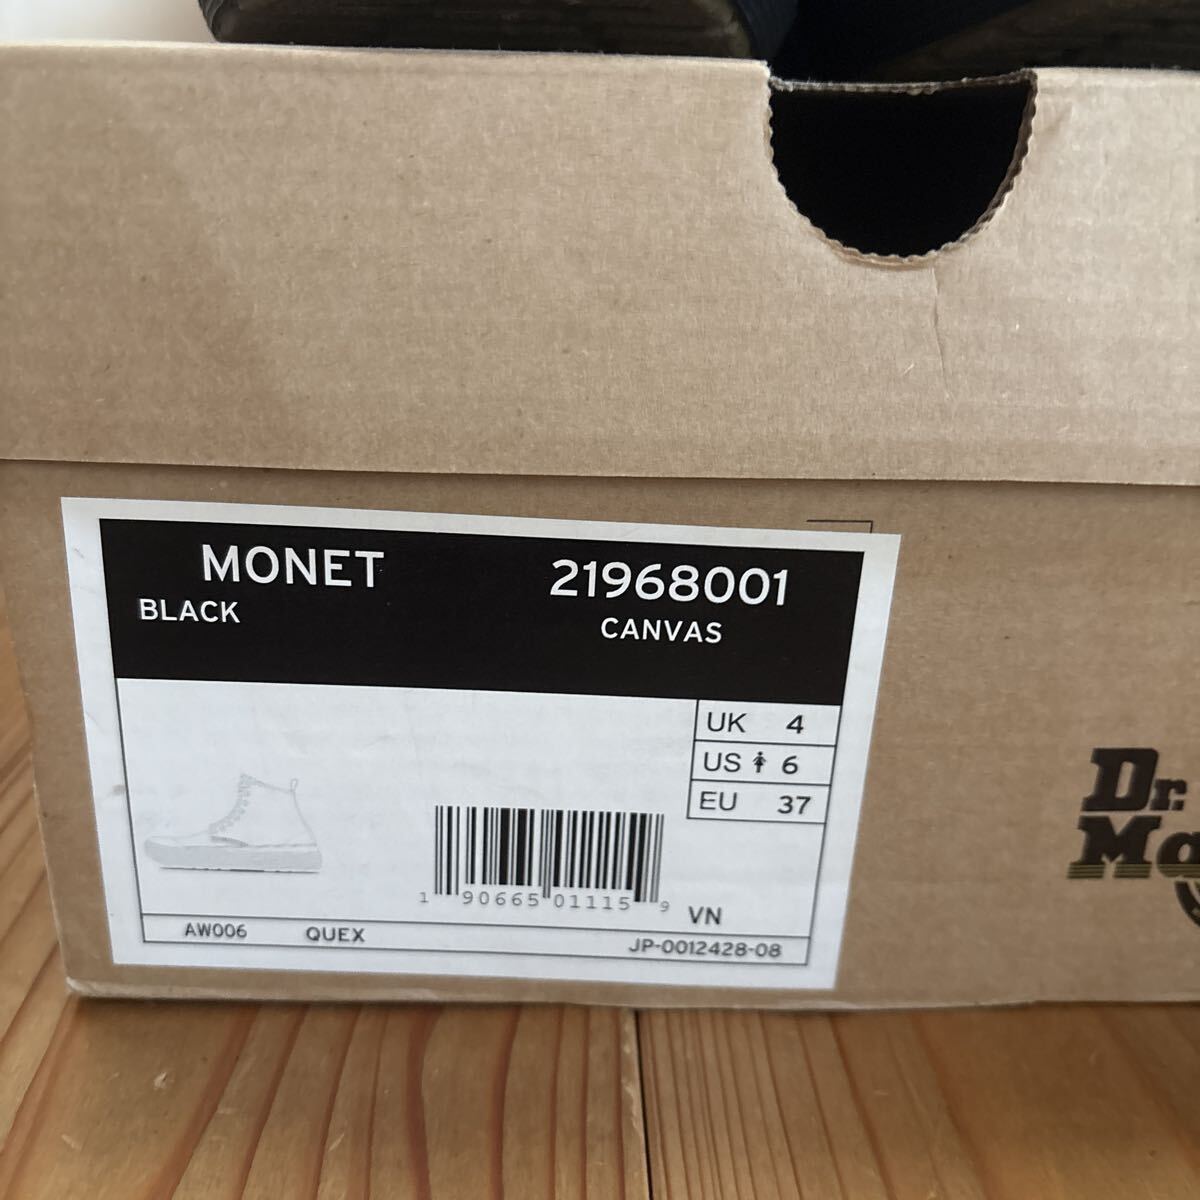 MONET 21968001
BLACK CANVAS
UK 4
US 6
EU 37
1 90665 01115 9
VN
AW006 QUEX JP-0012428-08
Dr.